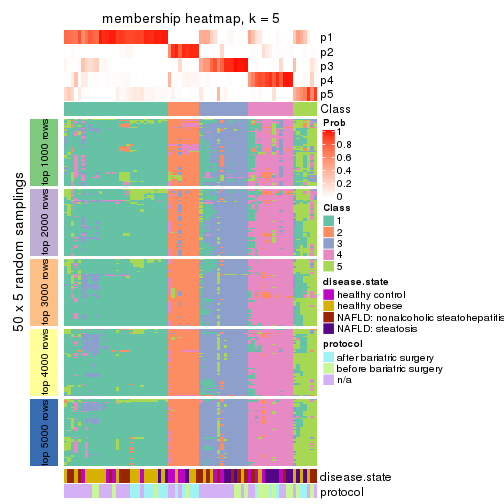 membership heatmap, k = 5
p1
p2
p3
p4
p5
Class
50 x 5 random samplings
top 1000 rows
top 2000 rows
top 3000 rows
top 4000 rows
top 5000 rows
Prob
1
0.8
0.6
0.4
0.2
0
Class
1
2
3
4
5
disease.state
healthy control
healthy obese
NAFLD: nonalcoholic steatohepatitis
NAFLD: steatosis
protocol
after bariatric surgery
before bariatric surgery
n/a
disease.state
protocol